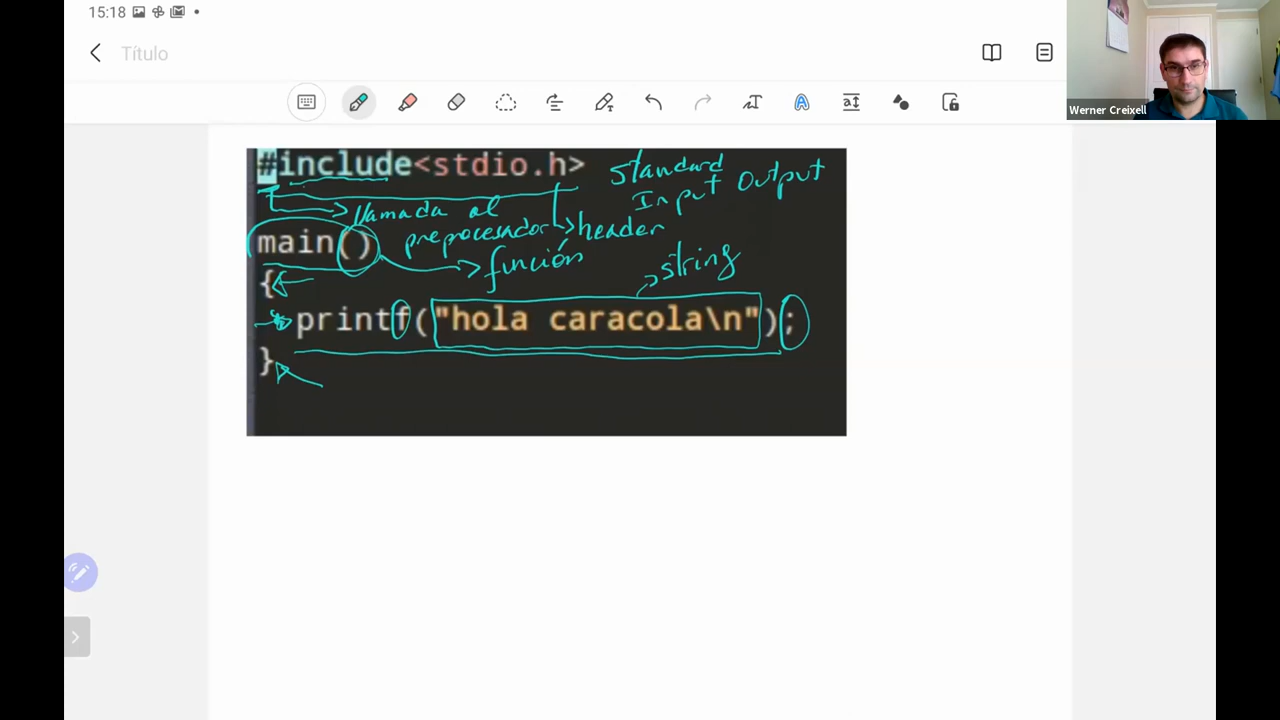 15:18
Título
Werner Creixell
#include<stdio.h>
Standard
Input Output
llamada al
preprocesador
header
main()
función
string
{
printf("hola caracola\n");
}